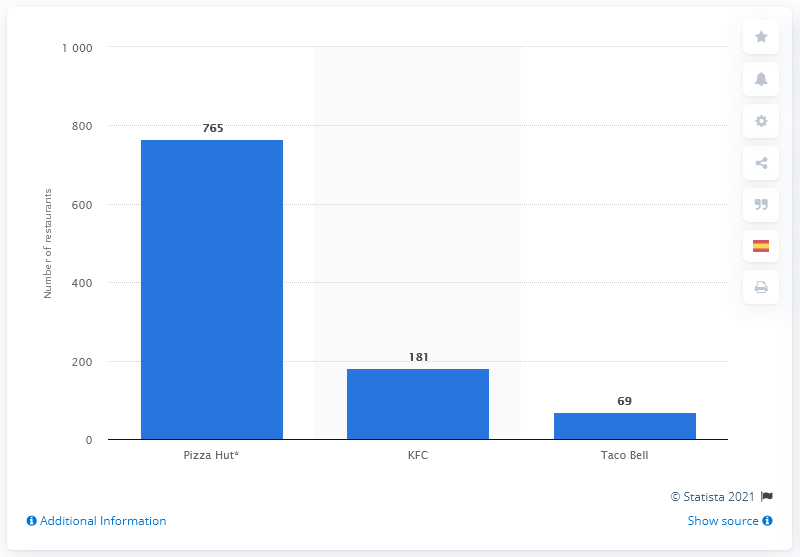 1 000
800
600
400
200
0
Number of restaurants
765
181
69
Pizza Hut*
KFC
Taco Bell
© Statista 2021
Additional Information
Show source